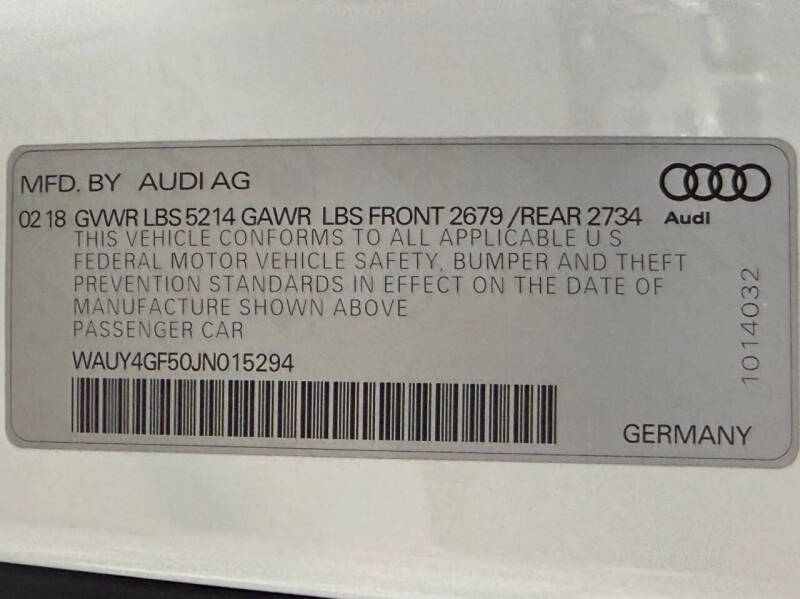 MFD. BY AUDI AG
02 18 GVWR LBS 5214 GAWR LBS FRONT 2679 /REAR 2734
Audi
THIS VEHICLE CONFORMS TO ALL APPLICABLE U S
FEDERAL MOTOR VEHICLE SAFETY, BUMPER AND THEFT
PREVENTION STANDARDS IN EFFECT ON THE DATE OF
MANUFACTURE SHOWN ABOVE
PASSENGER CAR
WAUY4GF50JN015294
GERMANY
1014032